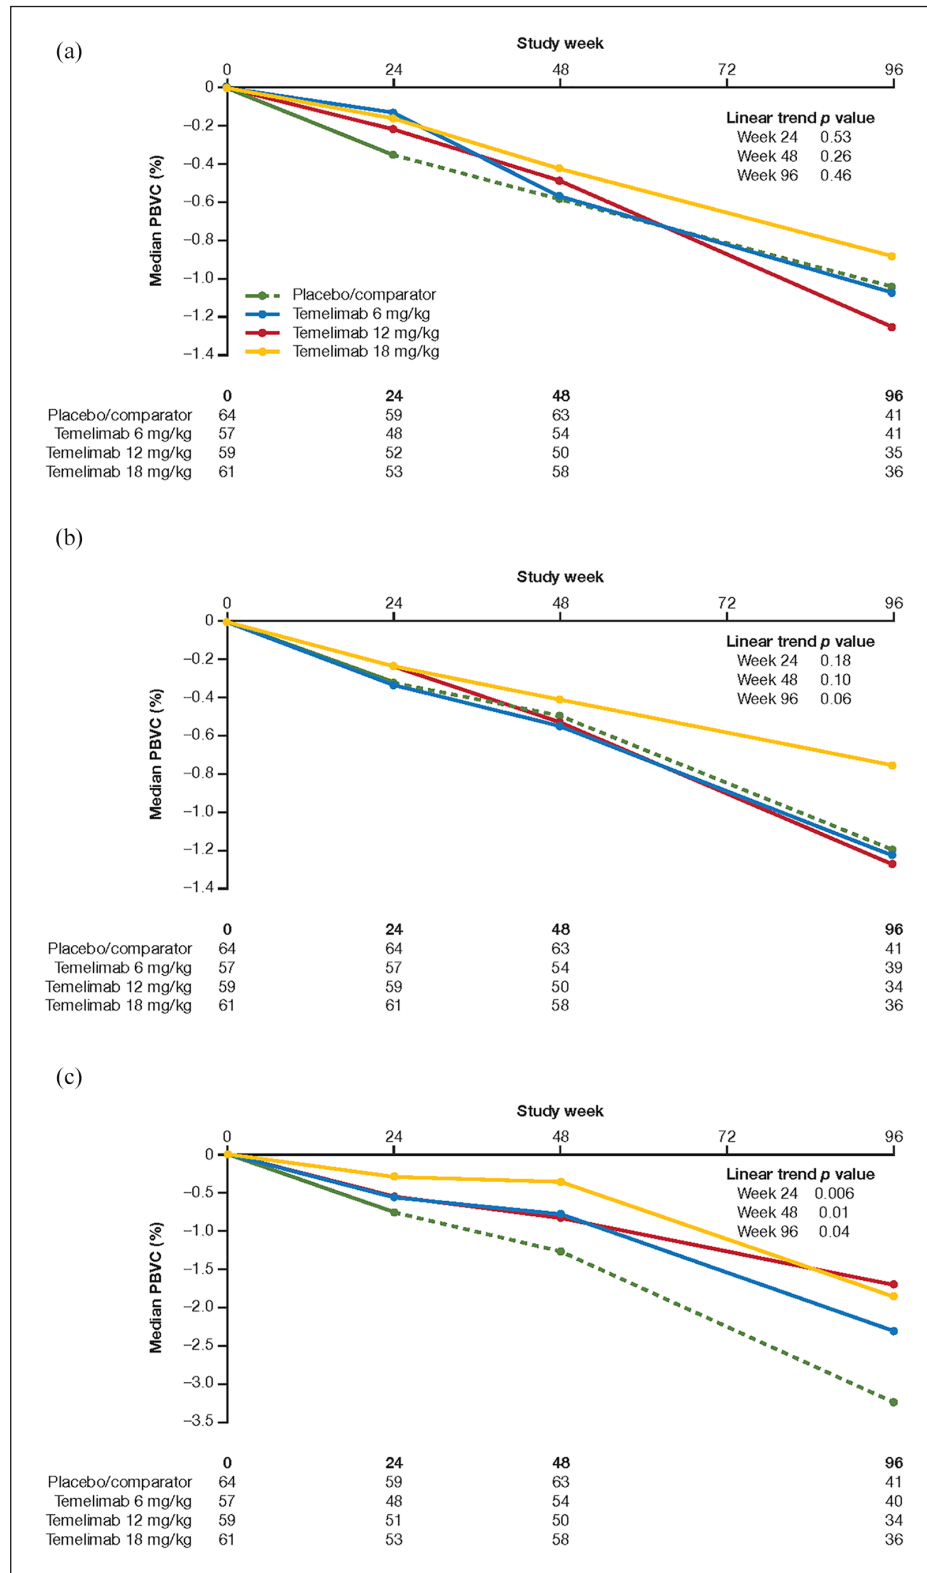 (a)
Study week
0 24 48 72 96
0
−0.2
−0.4
−0.6
−0.8
−1.0
−1.2
−1.4
Median PBVC (%)
Linear trend p value
Week 24 0.53
Week 48 0.26
Week 96 0.46
Placebo/comparator
Temelimab 6 mg/kg
Temelimab 12 mg/kg
Temelimab 18 mg/kg
0 24 48 96
Placebo/comparator 64 59 63 41
Temelimab 6 mg/kg 57 48 54 41
Temelimab 12 mg/kg 59 52 50 35
Temelimab 18 mg/kg 61 53 58 36
(b)
Study week
0 24 48 72 96
0
−0.2
−0.4
−0.6
−0.8
−1.0
−1.2
−1.4
Median PBVC (%)
Linear trend p value
Week 24 0.18
Week 48 0.10
Week 96 0.06
0 24 48 96
Placebo/comparator 64 64 63 41
Temelimab 6 mg/kg 57 57 54 39
Temelimab 12 mg/kg 59 59 50 34
Temelimab 18 mg/kg 61 61 58 36
(c)
Study week
0 24 48 72 96
0
−0.5
−1.0
−1.5
−2.0
−2.5
−3.0
−3.5
Median PBVC (%)
Linear trend p value
Week 24 0.006
Week 48 0.01
Week 96 0.04
0 24 48 96
Placebo/comparator 64 59 63 41
Temelimab 6 mg/kg 57 48 54 40
Temelimab 12 mg/kg 59 51 50 34
Temelimab 18 mg/kg 61 53 58 36